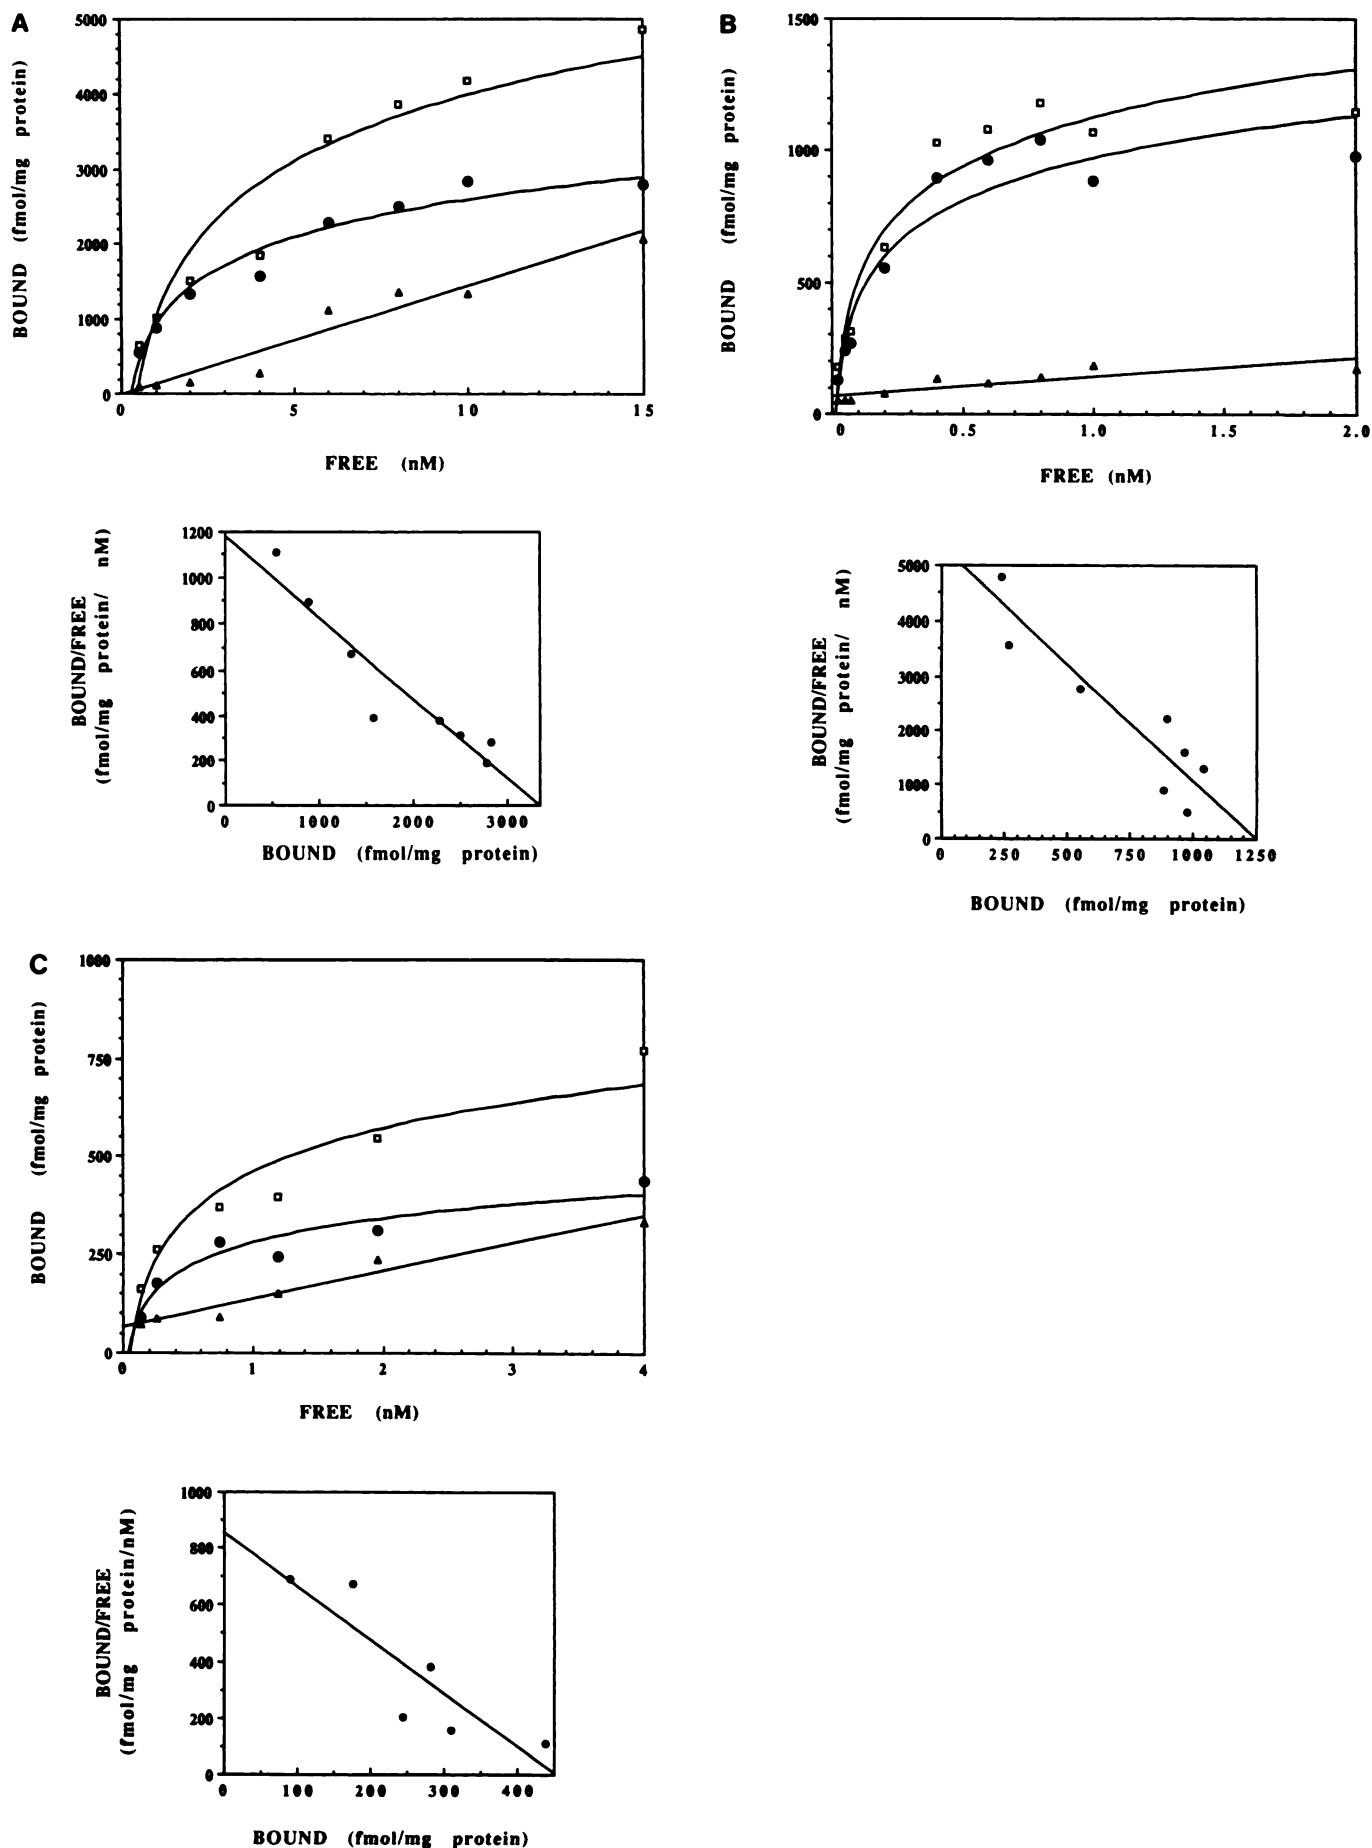 A
BOUND (fmol/mg protein)
5000
4000
3000
2000
1000
0
0 5 10 15
FREE (nM)
BOUND/FREE
(fmol/mg protein/ nM)
1200
1000
800
600
400
200
0
0 1000 2000 3000
BOUND (fmol/mg protein)
B
BOUND (fmol/mg protein)
1500
1000
500
0
0 0.5 1.0 1.5 2.0
FREE (nM)
BOUND/FREE
(fmol/mg protein/ nM)
5000
4000
3000
2000
1000
0
0 250 500 750 1000 1250
BOUND (fmol/mg protein)
C
BOUND (fmol/mg protein)
1000
750
500
250
0
0 1 2 3 4
FREE (nM)
BOUND/FREE
(fmol/mg protein/nM)
1000
800
600
400
200
0
0 100 200 300 400
BOUND (fmol/mg protein)